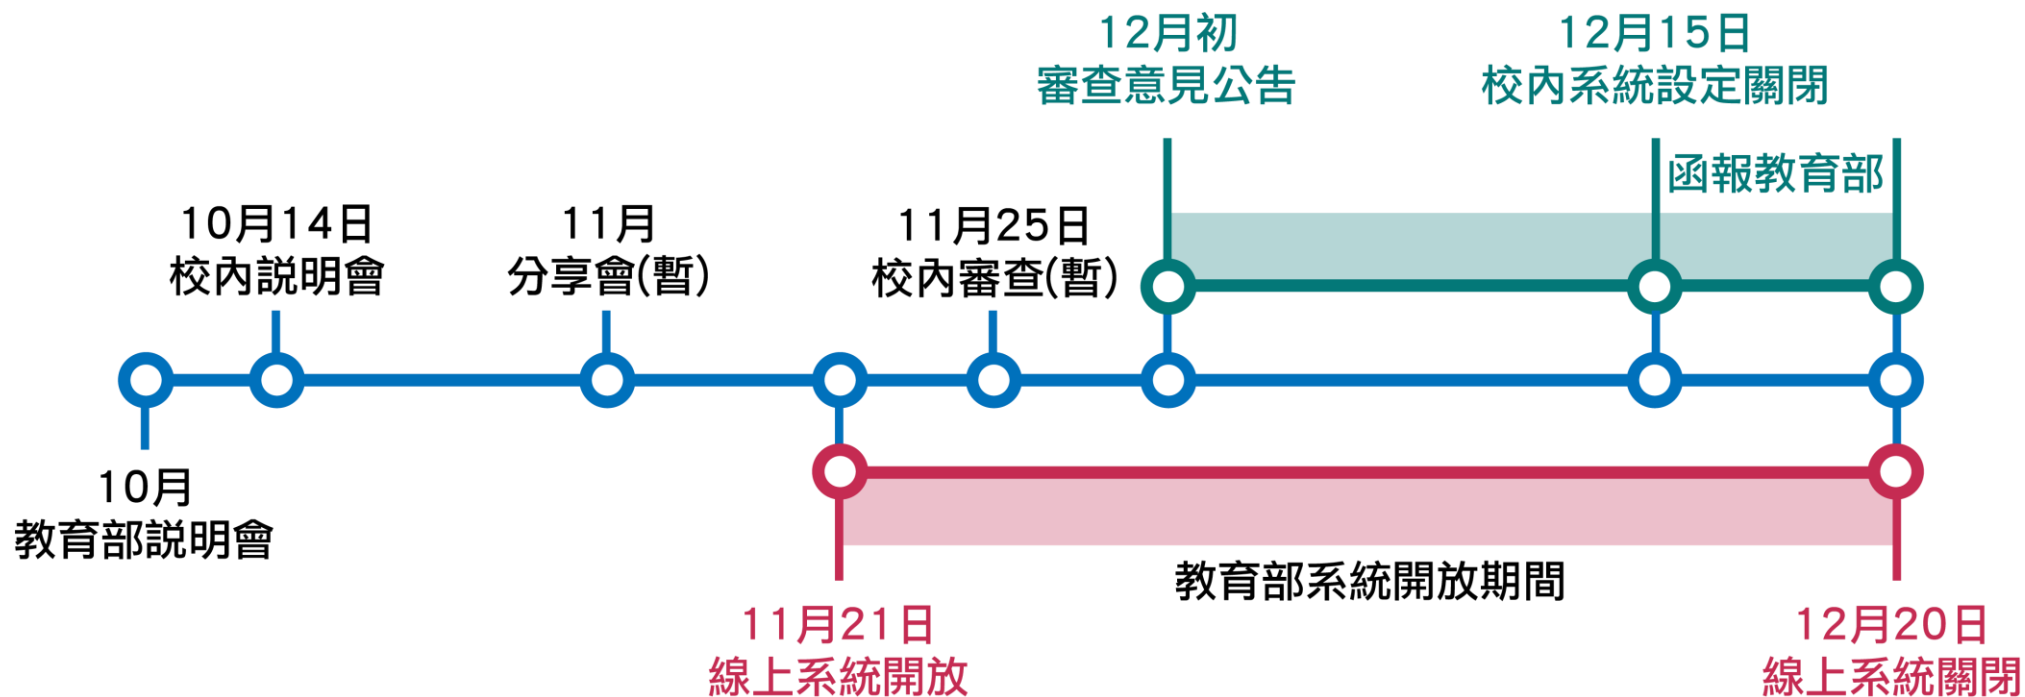 12月初
審查意見公告
12月15日
校內系統設定關閉
函報教育部
10月14日
校內說明會
11月
分享會(暫)
11月25日
校內審查(暫)
10月
教育部說明會
教育部系統開放期間
11月21日
線上系統開放
12月20日
線上系統關閉